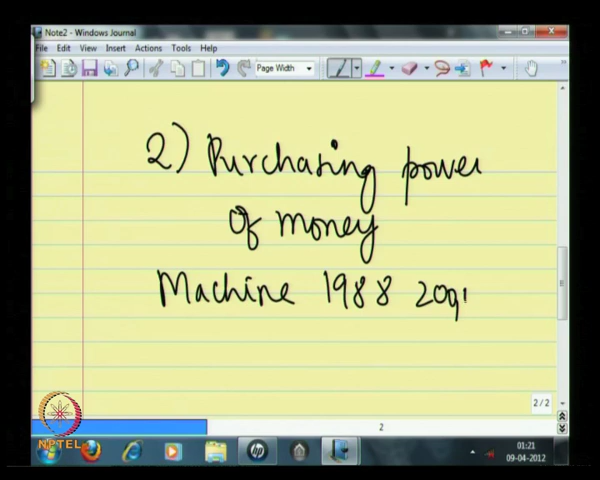 Note2 - Windows Journal
File Edit View Insert Actions Tools Help
Page Width
2) Purchasing power
of money
Machine 1988
2 / 2
2
NPTEL
hp
01:21
09-04-2012